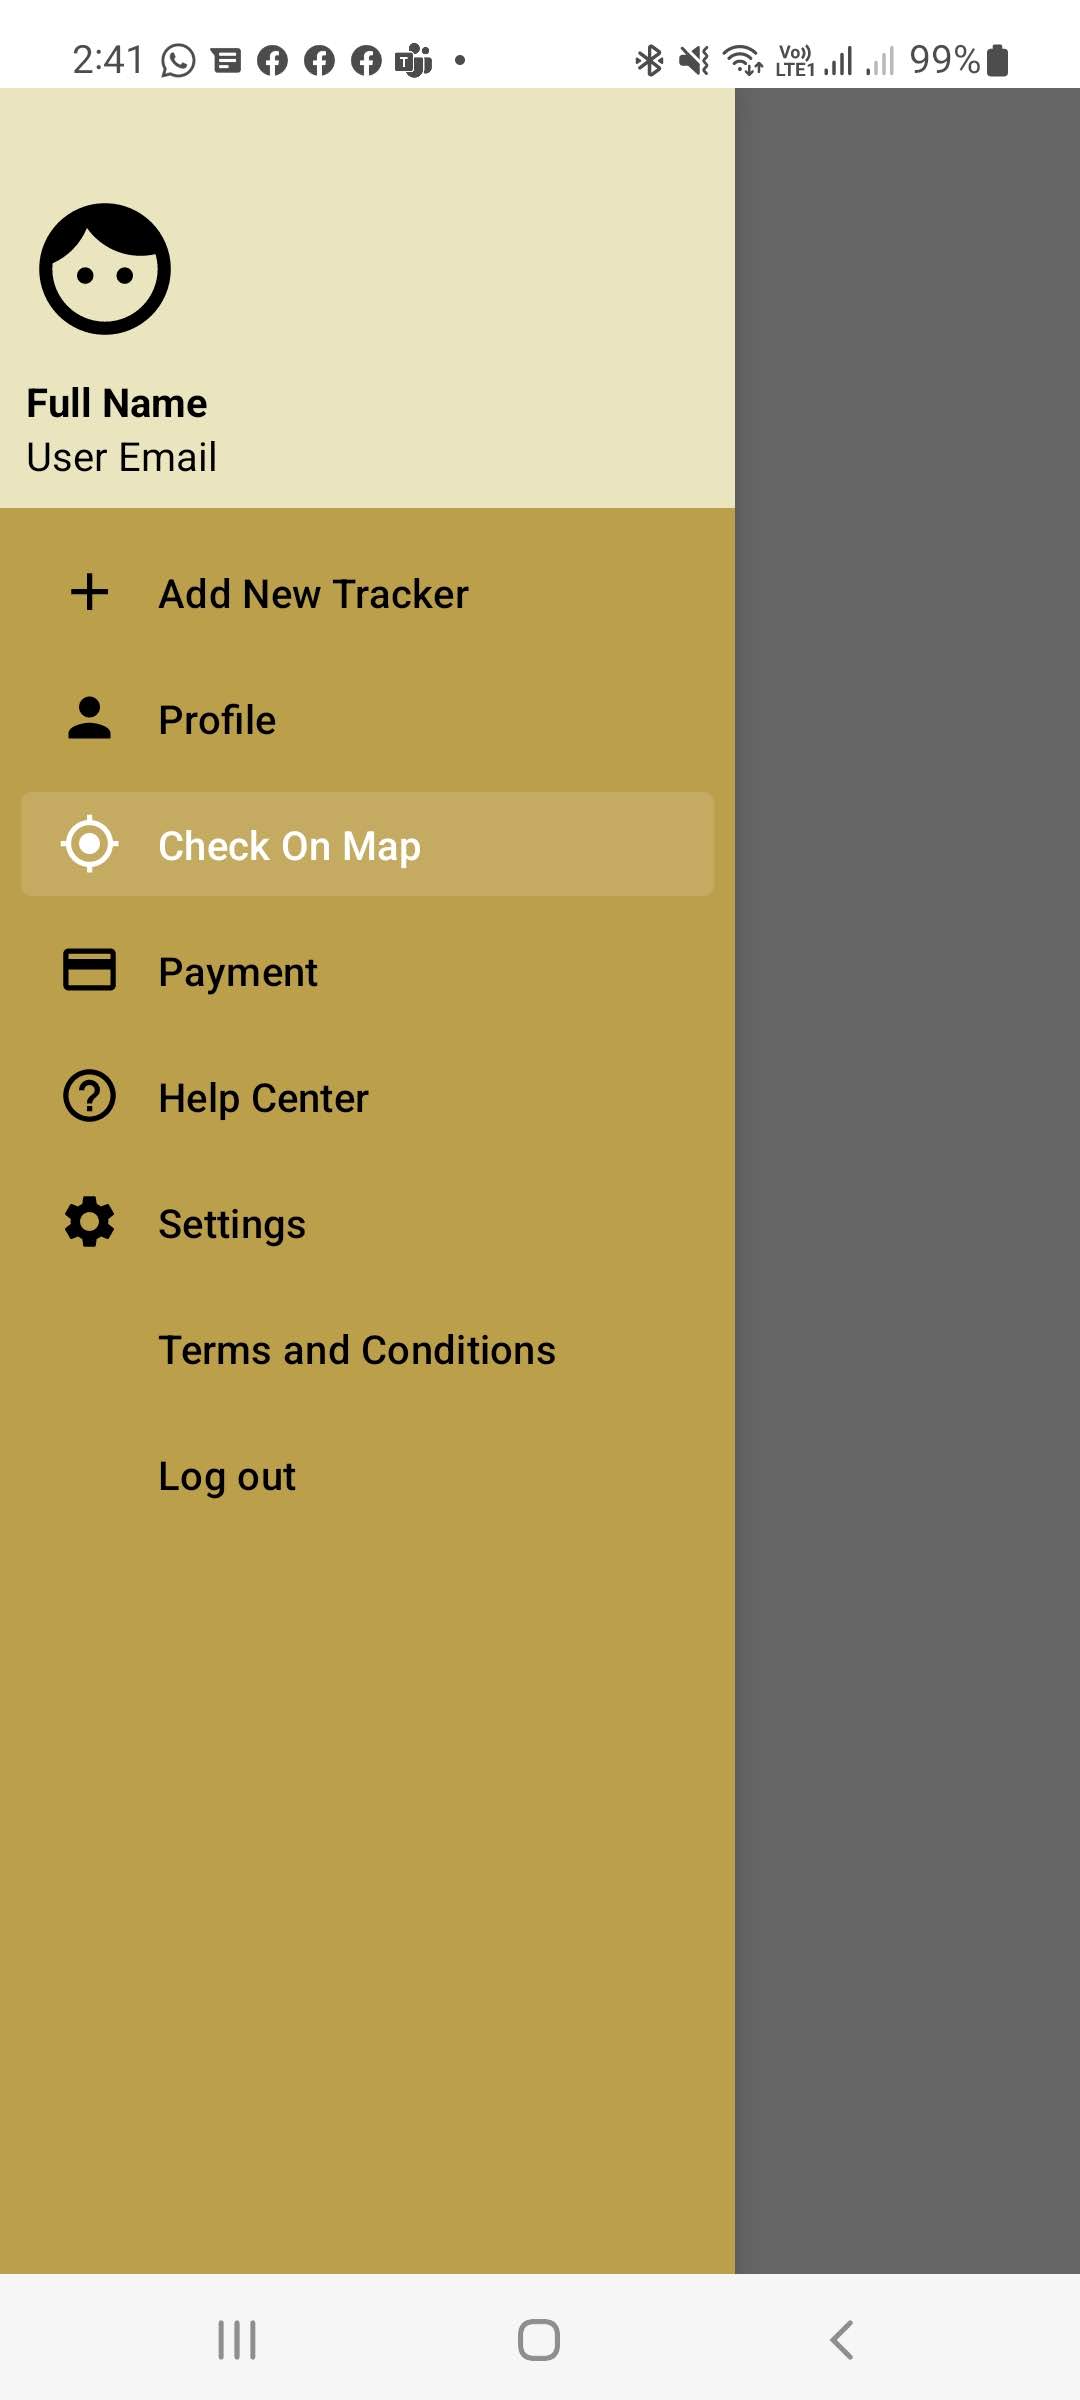 2:41 Vo)) LTE1 99%
Full Name
User Email
Add New Tracker
Profile
Check On Map
Payment
Help Center
Settings
Terms and Conditions
Log out